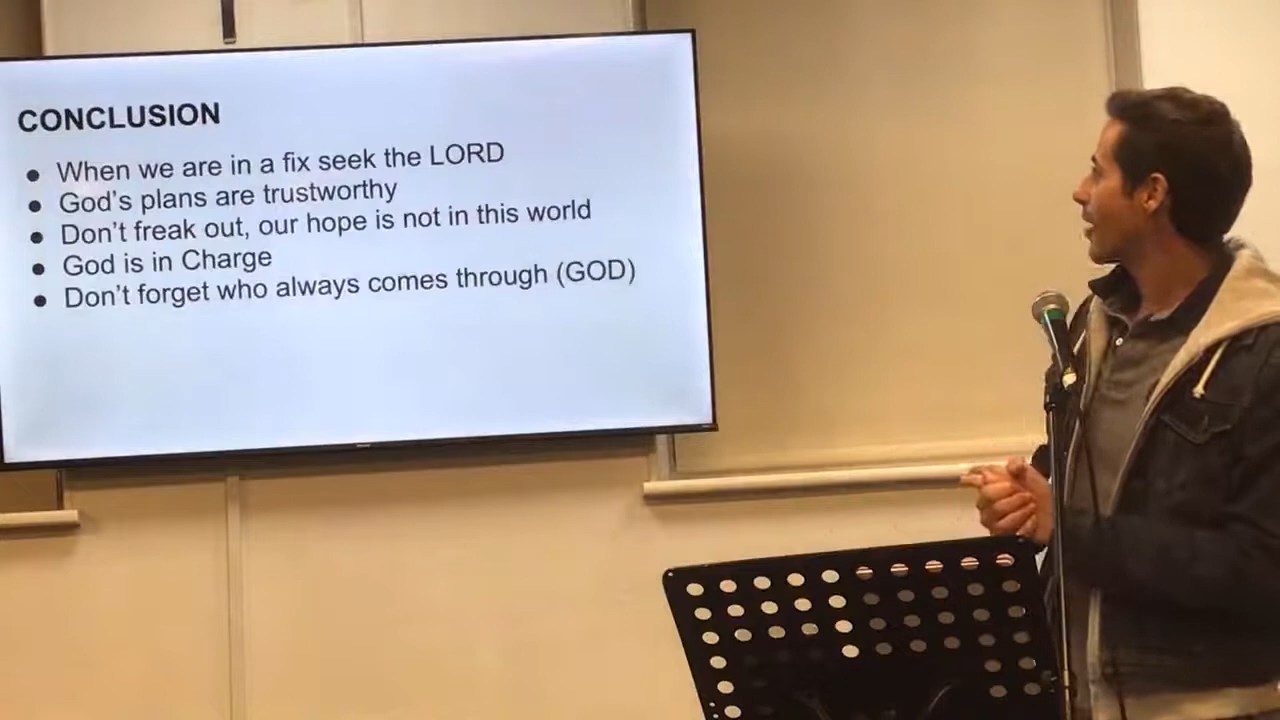 CONCLUSION
● When we are in a fix seek the LORD
● God's plans are trustworthy
● Don't freak out, our hope is not in this world
● God is in Charge
● Don't forget who always comes through (GOD)